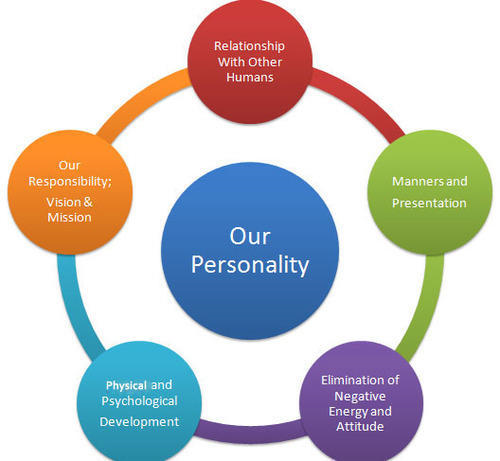 Relationship
With Other
Humans
Manners and
Presentation
Elimination of
Negative
Energy and
Attitude
Physical and
Psychological
Development
Our
Responsibility;
Vision &
Mission
Our
Personality